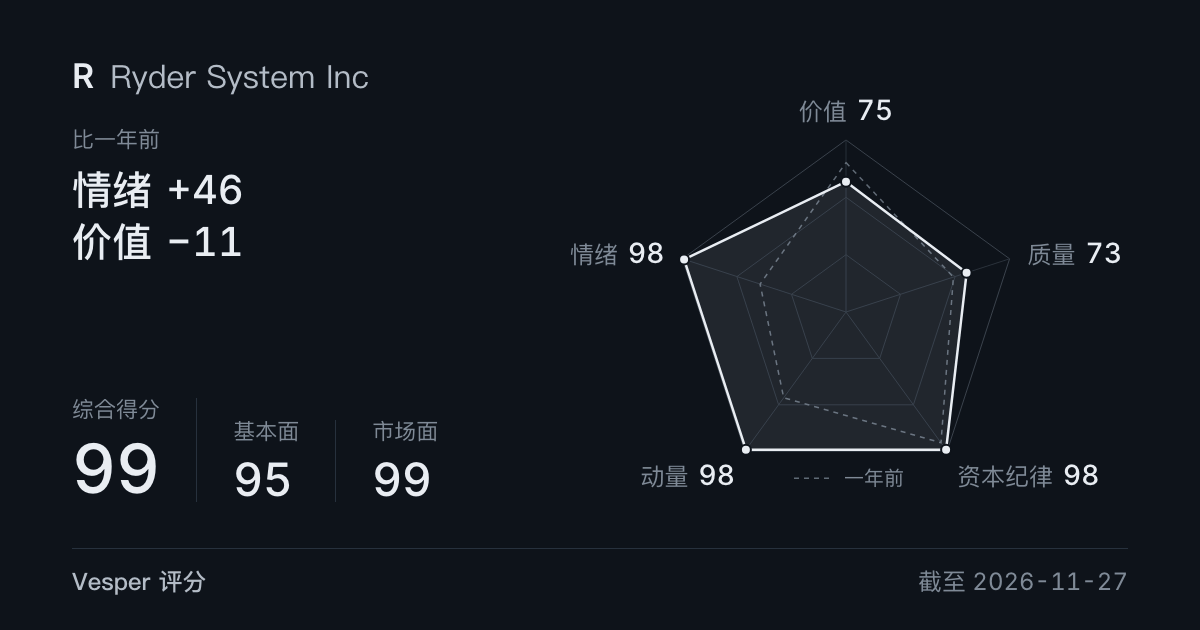 R Ryder System Inc
比一年前
情绪 +46
价值 −11
综合得分
99
基本面
95
市场面
99
价值 75
情绪 98
质量 73
动量 98
一年前
资本纪律 98
Vesper 评分
截至 2026-11-27